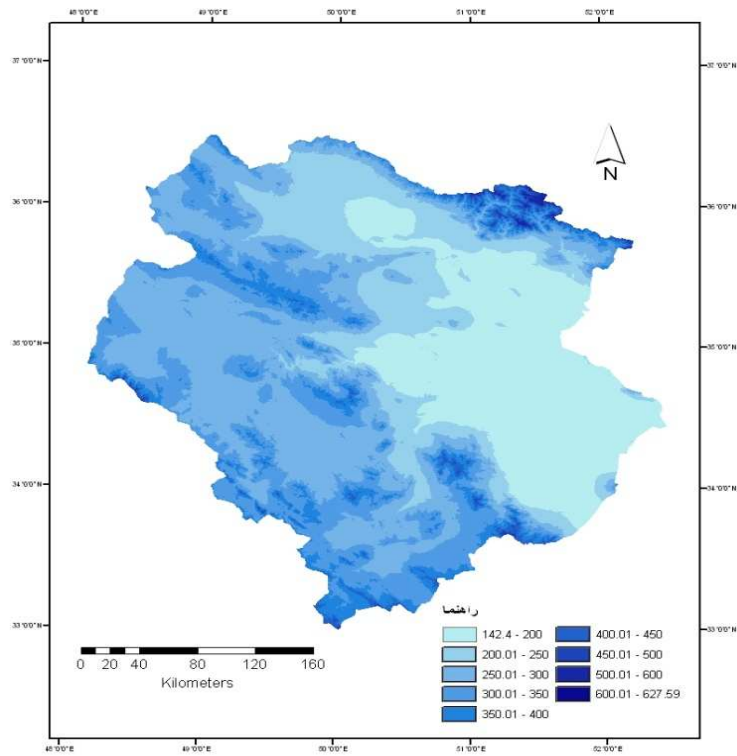 48°0'0"E 49°0'0"E 50°0'0"E 51°0'0"E 52°0'0"E
37°0'0"N 37°0'0"N
N
36°0'0"N 36°0'0"N
35°0'0"N 35°0'0"N
34°0'0"N 34°0'0"N
33°0'0"N 33°0'0"N
راهنما
142.4 - 200 400.01 - 450
200.01 - 250 450.01 - 500
250.01 - 300 500.01 - 600
300.01 - 350 600.01 - 627.59
350.01 - 400
0 20 40 80 120 160
Kilometers
48°0'0"E 49°0'0"E 50°0'0"E 51°0'0"E 52°0'0"E